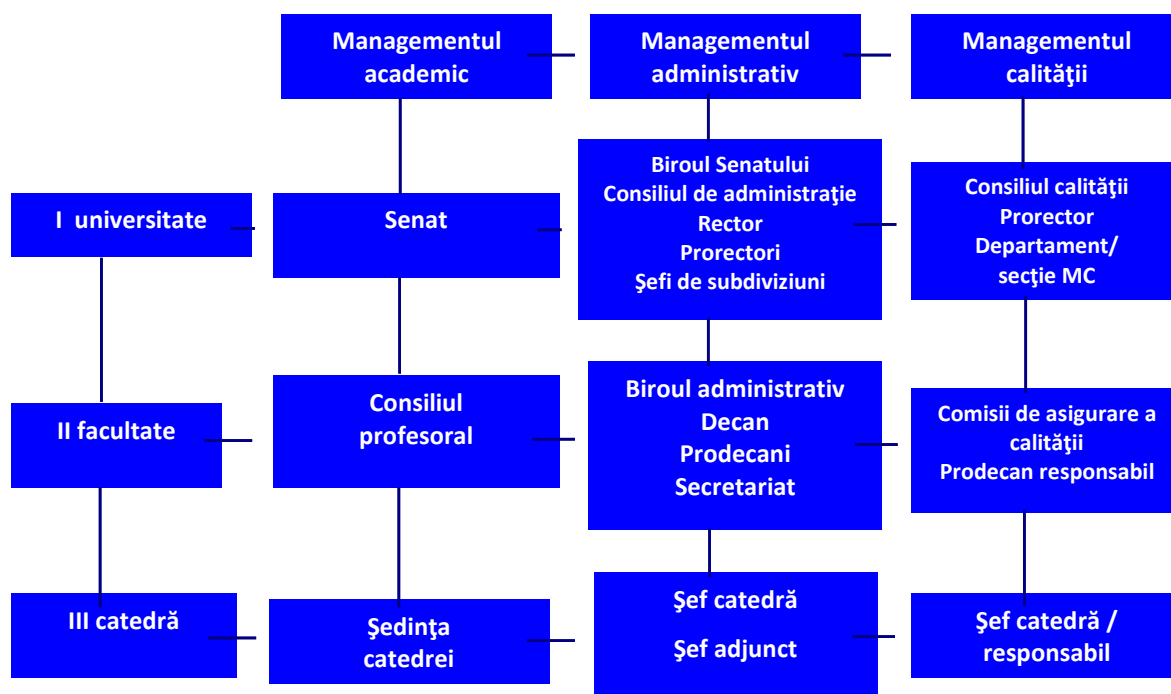 Managementul
academic
Managementul
administrativ
Managementul
calităţii
I universitate
Senat
Biroul Senatului
Consiliul de administraţie
Rector
Prorectori
Şefi de subdiviziuni
Consiliul calităţii
Prorector
Departament/
secţie MC
II facultate
Consiliul
profesoral
Biroul administrativ
Decan
Prodecani
Secretariat
Comisii de asigurare a
calităţii
Prodecan responsabil
III catedră
Şedinţa
catedrei
Şef catedră
Şef adjunct
Şef catedră /
responsabil